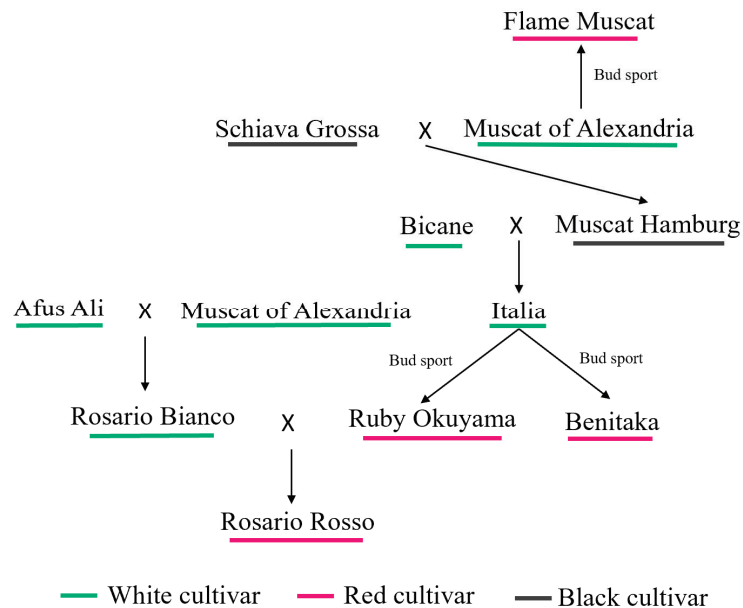 Flame Muscat
Bud sport
Schiava Grossa X Muscat of Alexandria
Bicane X Muscat Hamburg
Afus Ali X Muscat of Alexandria Italia
Bud sport Bud sport
Rosario Bianco X Ruby Okuyama Benitaka
Rosario Rosso
White cultivar Red cultivar Black cultivar